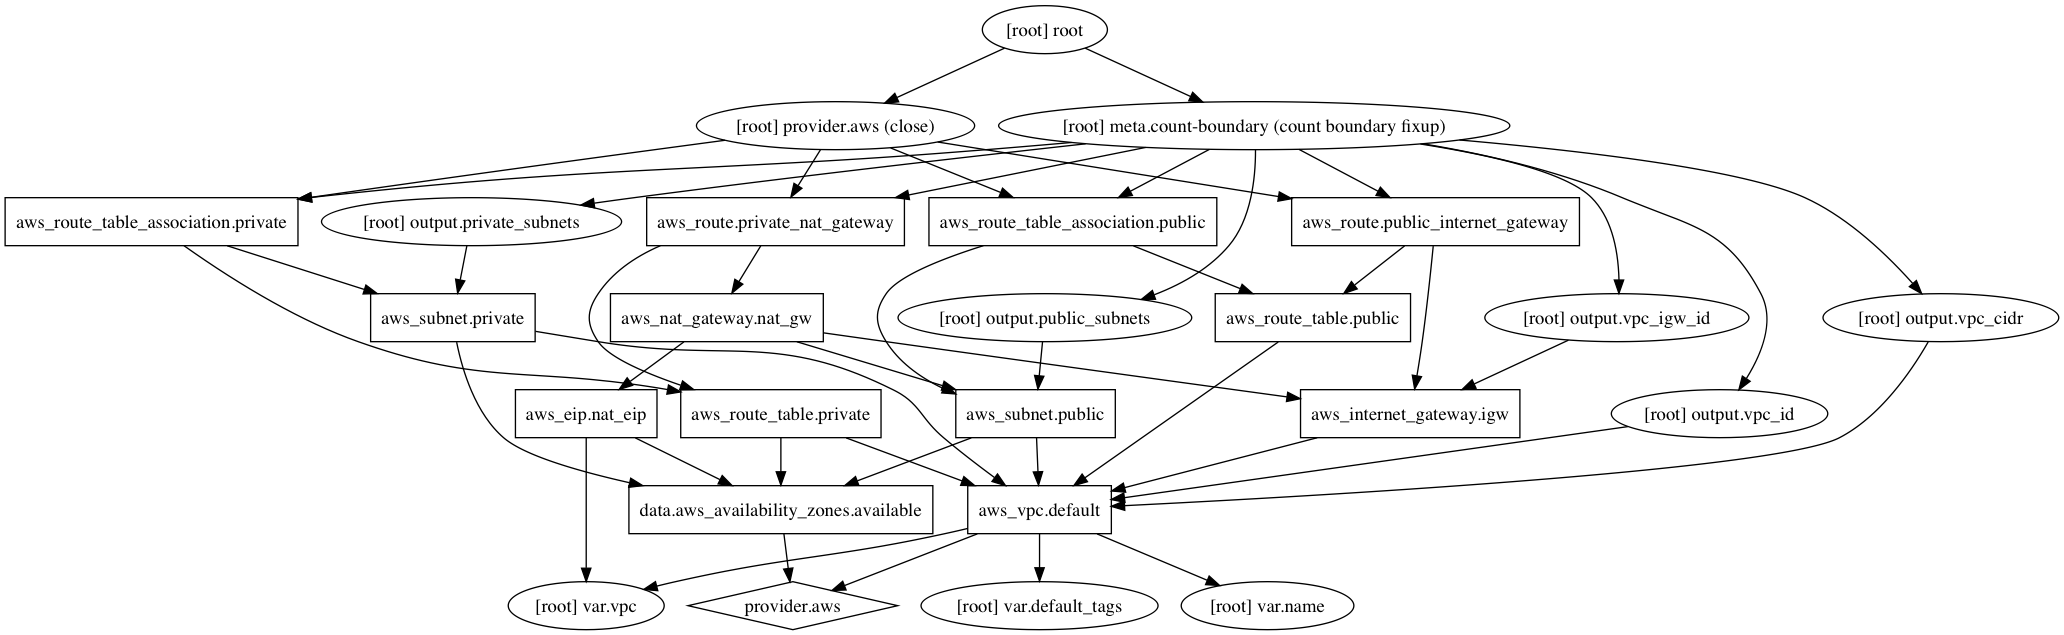 [root] root
[root] provider.aws (close)
[root] meta.count-boundary (count boundary fixup)
aws_route_table_association.private
[root] output.private_subnets
aws_route.private_nat_gateway
aws_route_table_association.public
aws_route.public_internet_gateway
aws_subnet.private
aws_nat_gateway.nat_gw
[root] output.public_subnets
aws_route_table.public
[root] output.vpc_igw_id
[root] output.vpc_cidr
aws_eip.nat_eip
aws_route_table.private
aws_subnet.public
aws_internet_gateway.igw
[root] output.vpc_id
data.aws_availability_zones.available
aws_vpc.default
[root] var.vpc
provider.aws
[root] var.default_tags
[root] var.name